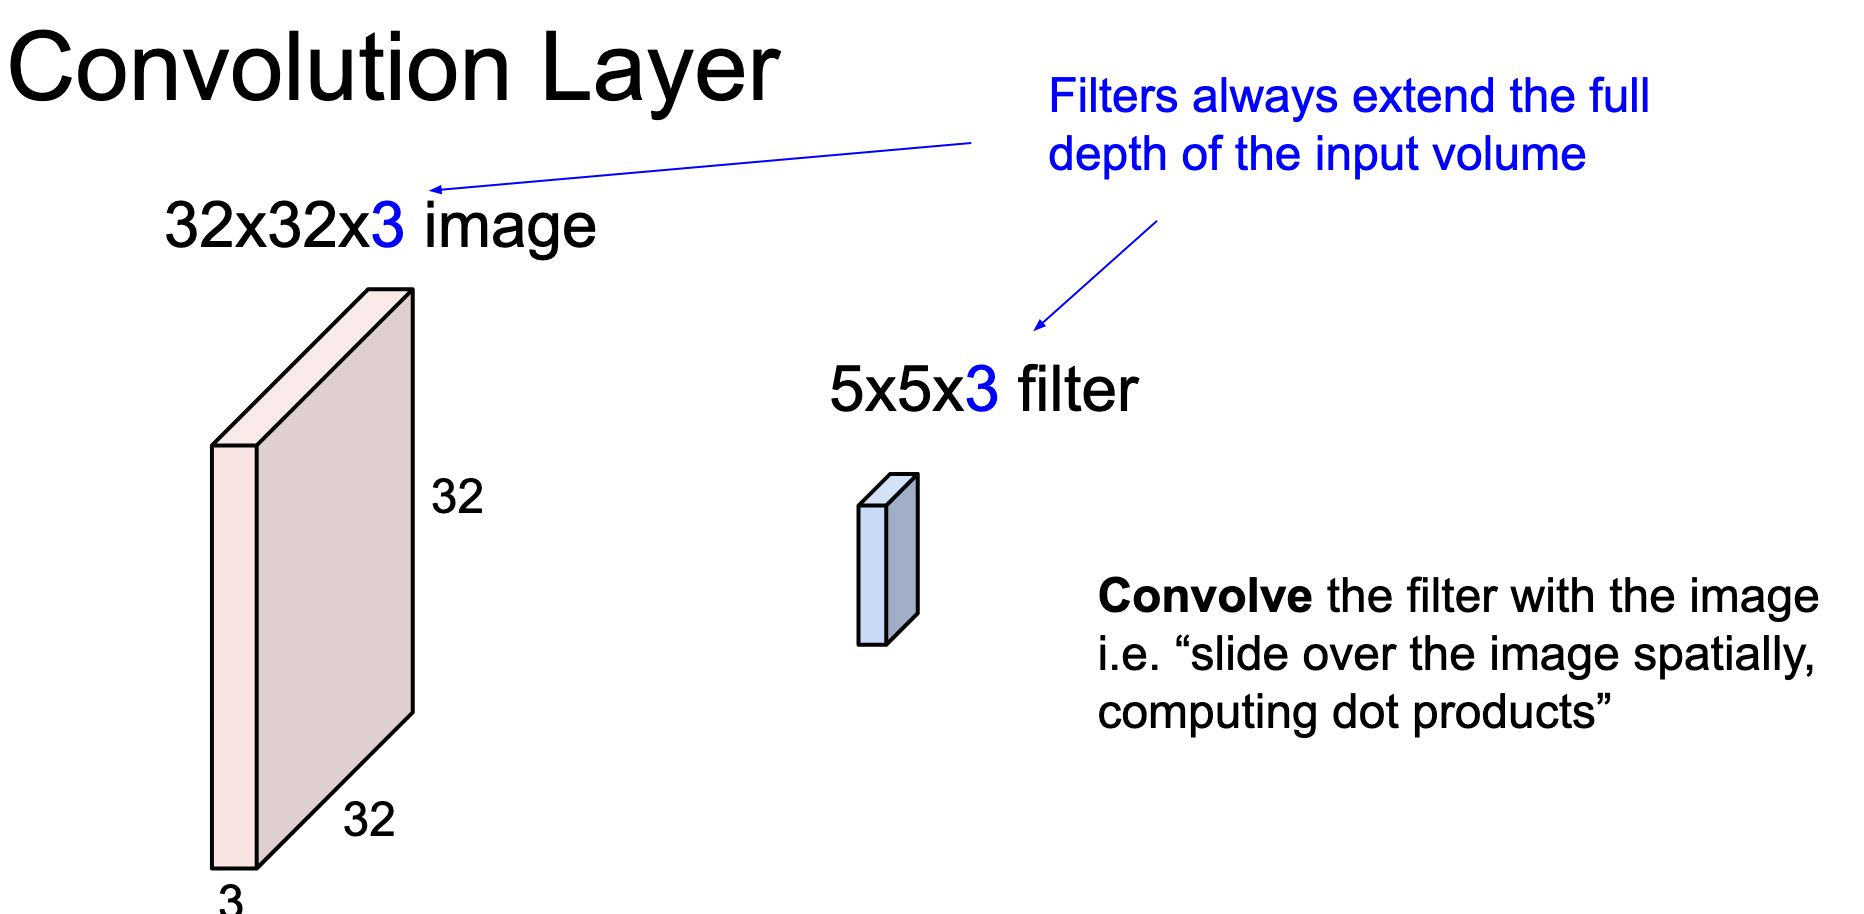 Convolution Layer
Filters always extend the full
depth of the input volume
32x32x3 image
5x5x3 filter
32
Convolve the filter with the image
i.e. “slide over the image spatially,
computing dot products”
32
3